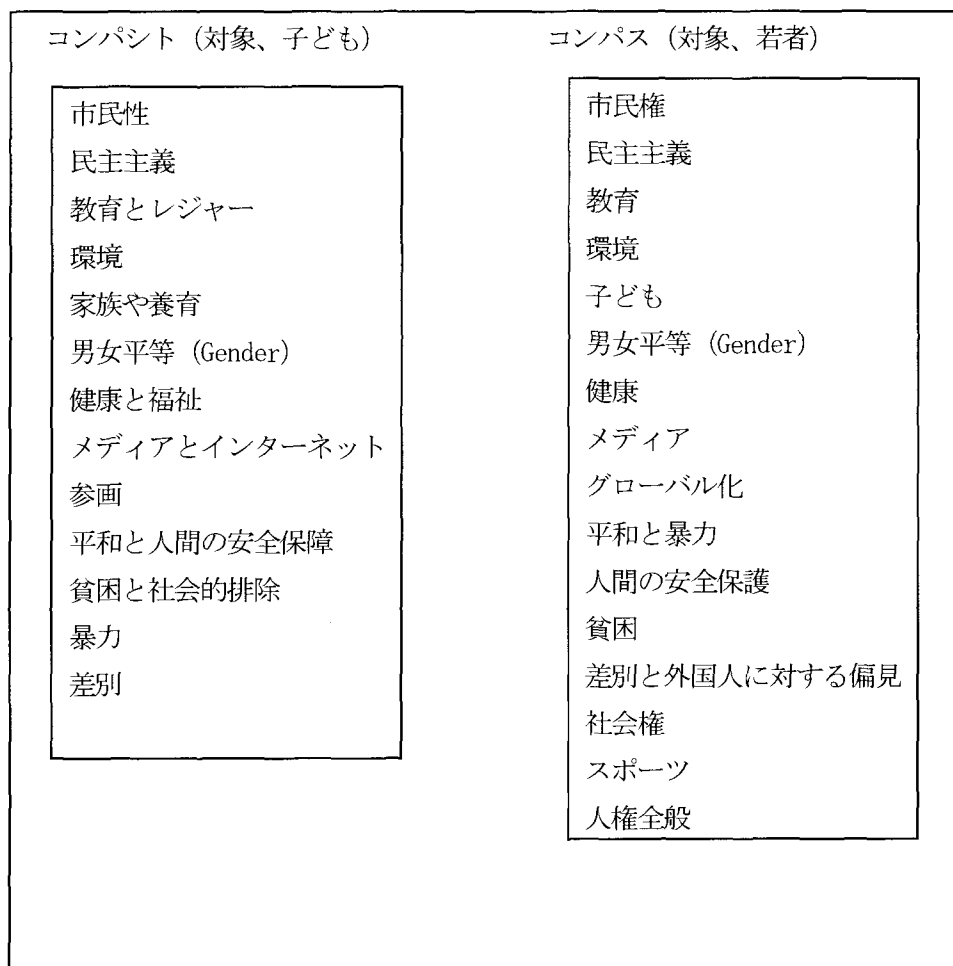 コンパシト（対象、子ども）
市民性
民主主義
教育とレジャー
環境
家族や養育
男女平等（Gender）
健康と福祉
メディアとインターネット
参画
平和と人間の安全保障
貧困と社会的排除
暴力
差別
コンパス（対象、若者）
市民権
民主主義
教育
環境
子ども
男女平等（Gender）
健康
メディア
グローバル化
平和と暴力
人間の安全保護
貧困
差別と外国人に対する偏見
社会権
スポーツ
人権全般